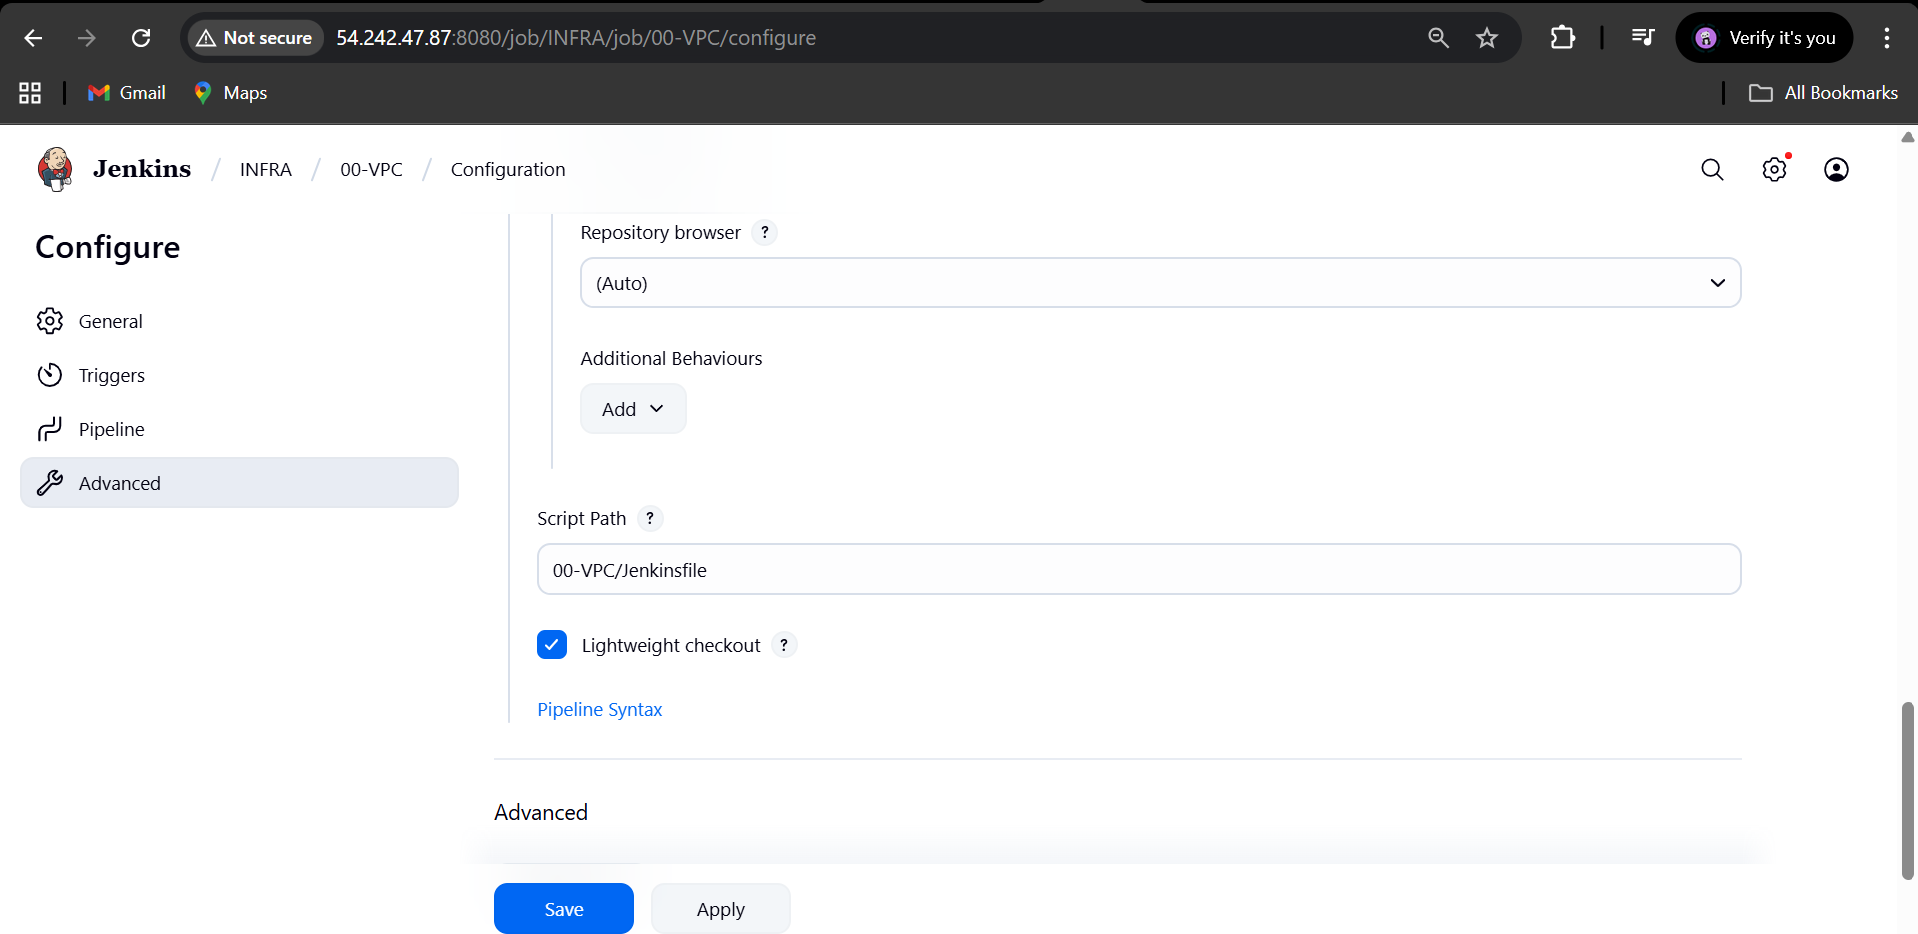 Not secure 54.242.47.87:8080/job/INFRA/job/00-VPC/configure Verify it's you
Gmail Maps All Bookmarks
Jenkins / INFRA / 00-VPC / Configuration
Configure
General
Triggers
Pipeline
Advanced
Repository browser ?
(Auto)
Additional Behaviours
Add
Script Path ?
00-VPC/Jenkinsfile
Lightweight checkout ?
Pipeline Syntax
Advanced
Save Apply